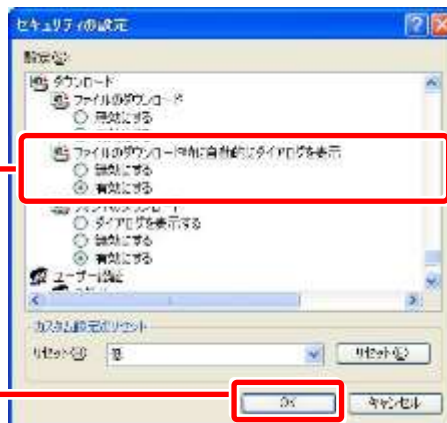 セキュリティの設定
設定(S):
ダウンロード
ファイルのダウンロード
無効にする
ファイルのダウンロード時に自動的にダイアログを表示
無効にする
有効にする
ダイアログを表示する
無効にする
有効にする
ユーザー認証
カスタム設定のリセット
リセット(R):
低
リセット(E)
OK
キャンセル